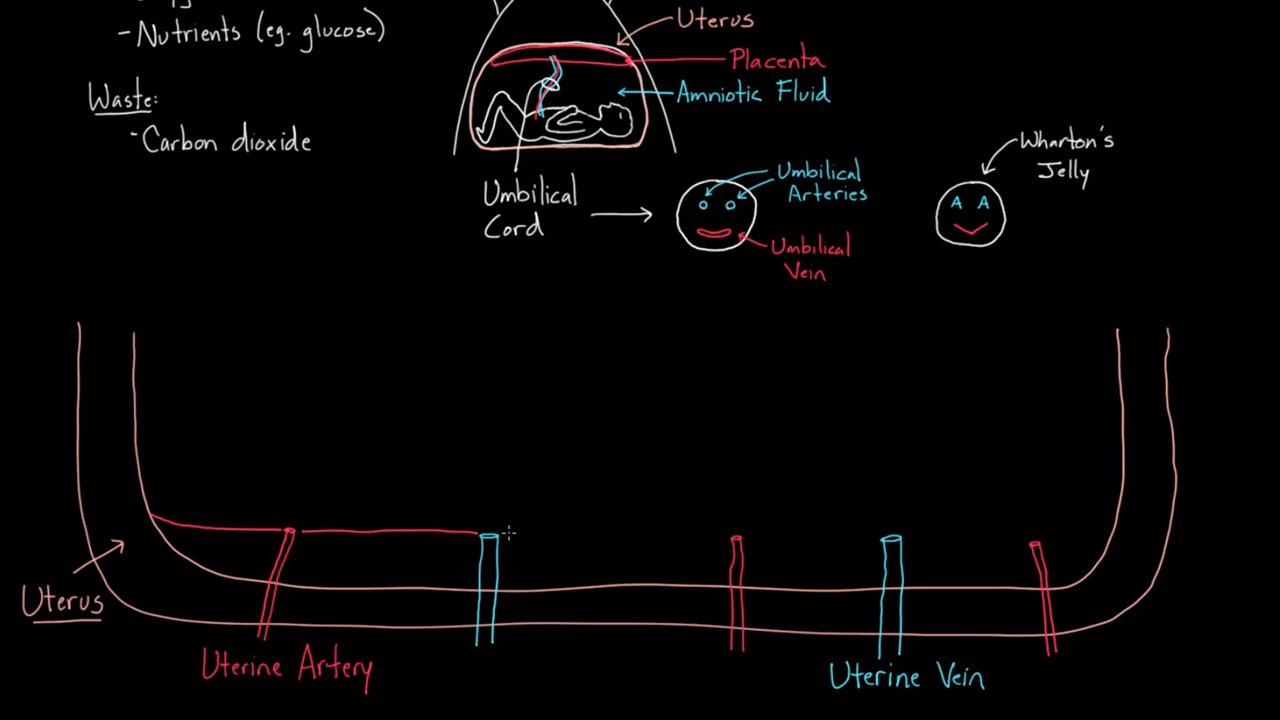 - Nutrients (eg. glucose)
Waste:
- Carbon dioxide
Uterus
Placenta
Amniotic Fluid
Umbilical
Cord
Umbilical
Arteries
Umbilical
Vein
Wharton's
Jelly
A A
Uterus
Uterine Artery
Uterine Vein